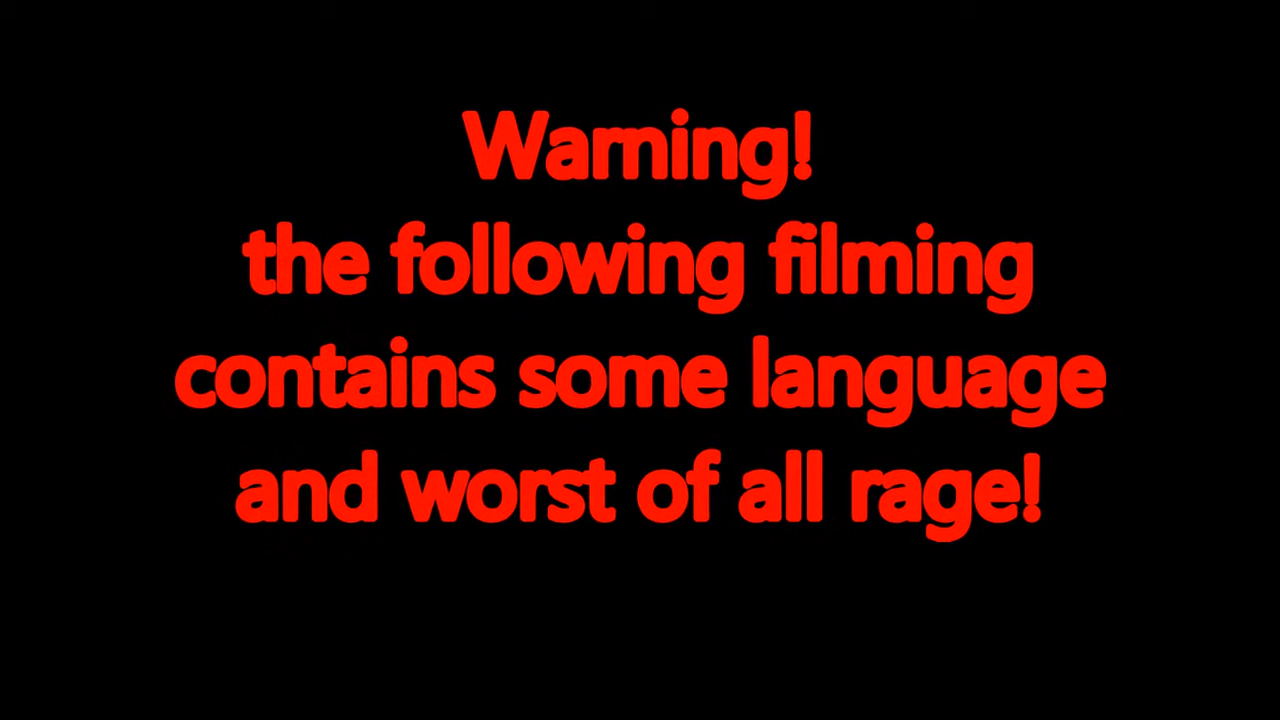 Warning!
the following filming
contains some language
and worst of all rage!